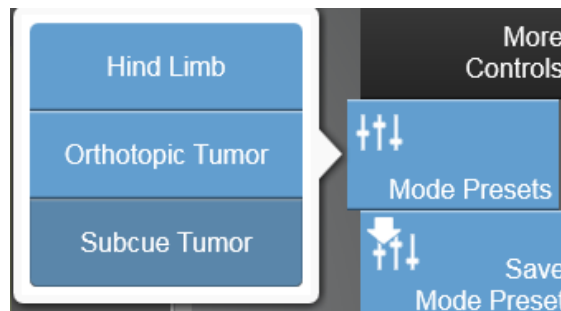 Hind Limb
Orthotopic Tumor
Subcue Tumor
More
Controls
Mode Presets
Save
Mode Preset